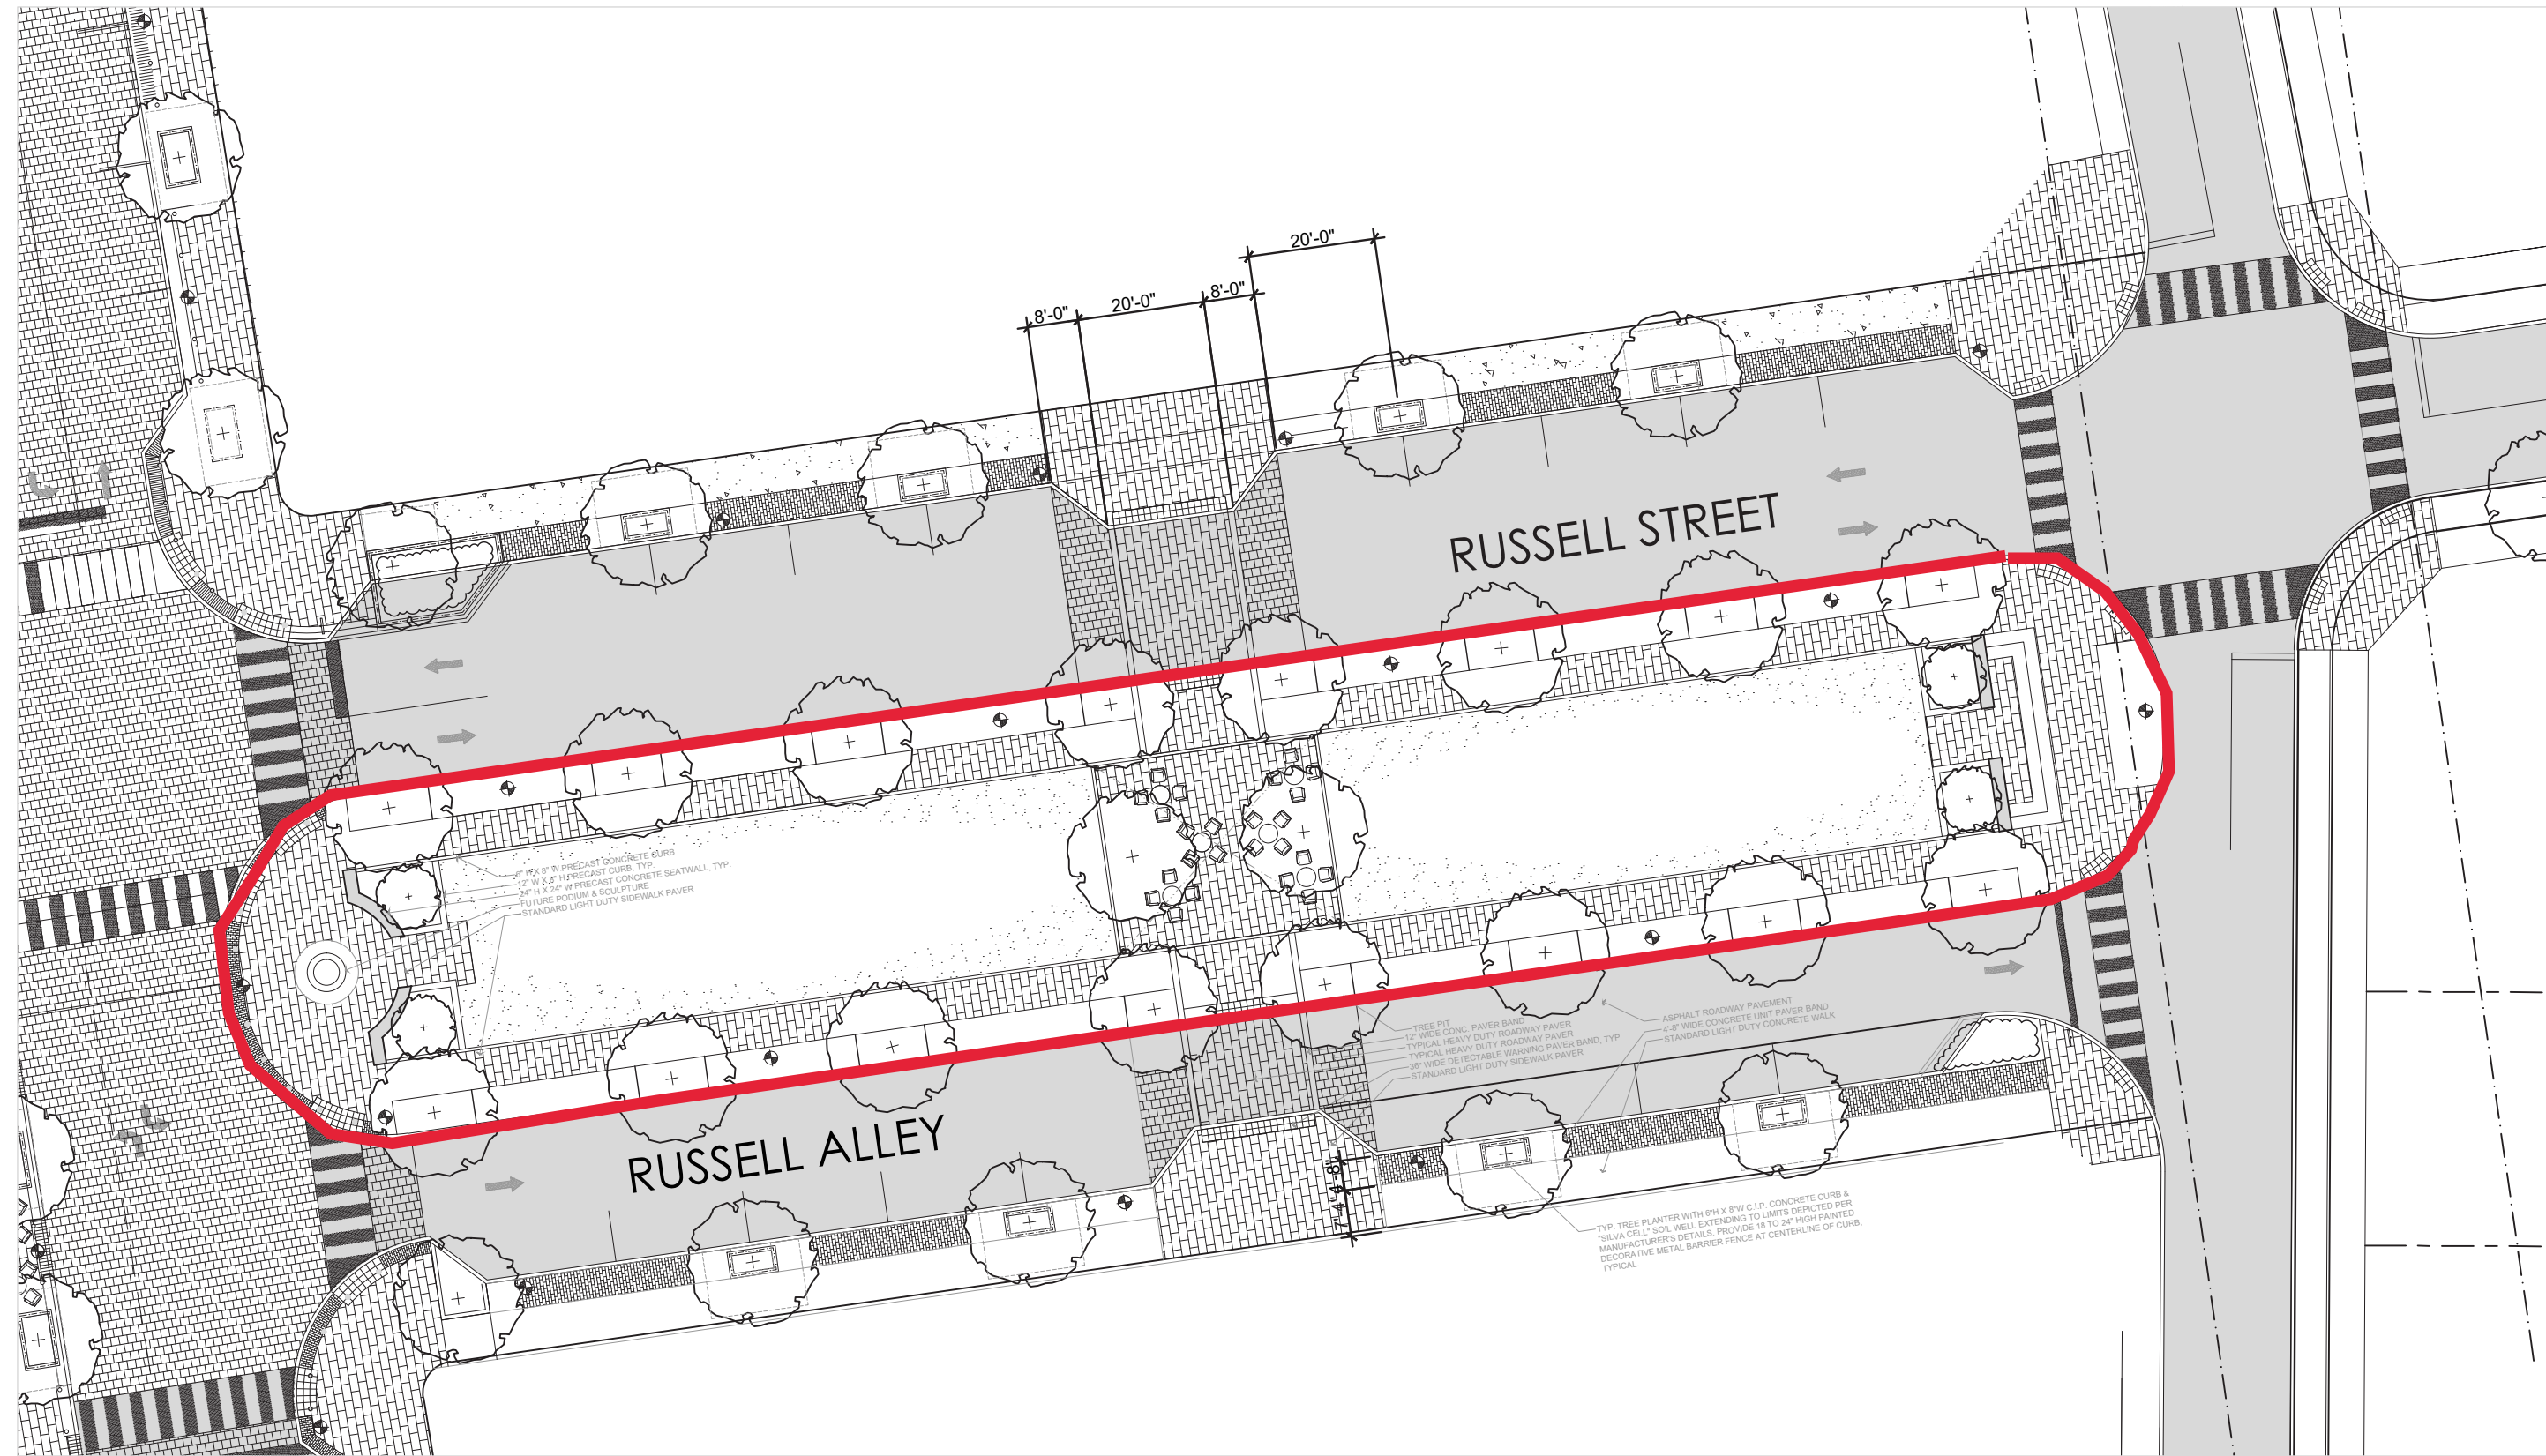 20'-0"
8'-0"
20'-0"
8'-0"
RUSSELL STREET
6" H X 8" W PRECAST CONCRETE CURB
12" W X 8" H PRECAST CURB, TYP.
24" H X 24" W PRECAST CONCRETE SEATWALL, TYP.
FUTURE PODIUM & SCULPTURE
STANDARD LIGHT DUTY SIDEWALK PAVER
TREE PIT
12" WIDE CONC. PAVER BAND
TYPICAL HEAVY DUTY ROADWAY PAVER
TYPICAL HEAVY DUTY ROADWAY PAVER
36" WIDE DETECTABLE WARNING PAVER BAND, TYP
STANDARD LIGHT DUTY SIDEWALK PAVER
ASPHALT ROADWAY PAVEMENT
4'-8" WIDE CONCRETE UNIT PAVER BAND
STANDARD LIGHT DUTY CONCRETE WALK
RUSSELL ALLEY
7'-4"
4'-8"
TYP. TREE PLANTER WITH 6"H X 8"W C.I.P. CONCRETE CURB &
"SILVA CELL" SOIL WELL EXTENDING TO LIMITS DEPICTED PER
MANUFACTURER'S DETAILS. PROVIDE 18 TO 24" HIGH PAINTED
DECORATIVE METAL BARRIER FENCE AT CENTERLINE OF CURB,
TYPICAL.